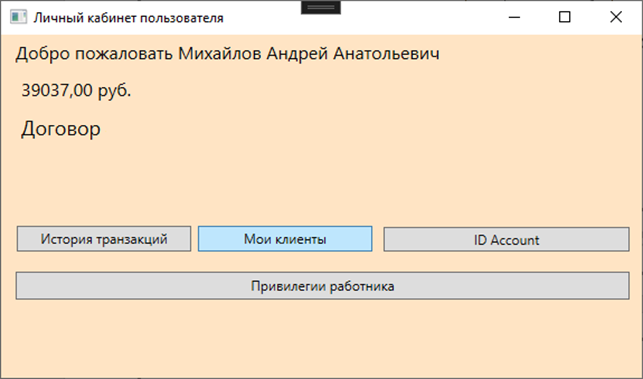 Личный кабинет пользователя
Добро пожаловать Михайлов Андрей Анатольевич
39037,00 руб.
Договор
История транзакций Мои клиенты ID Account
Привилегии работника